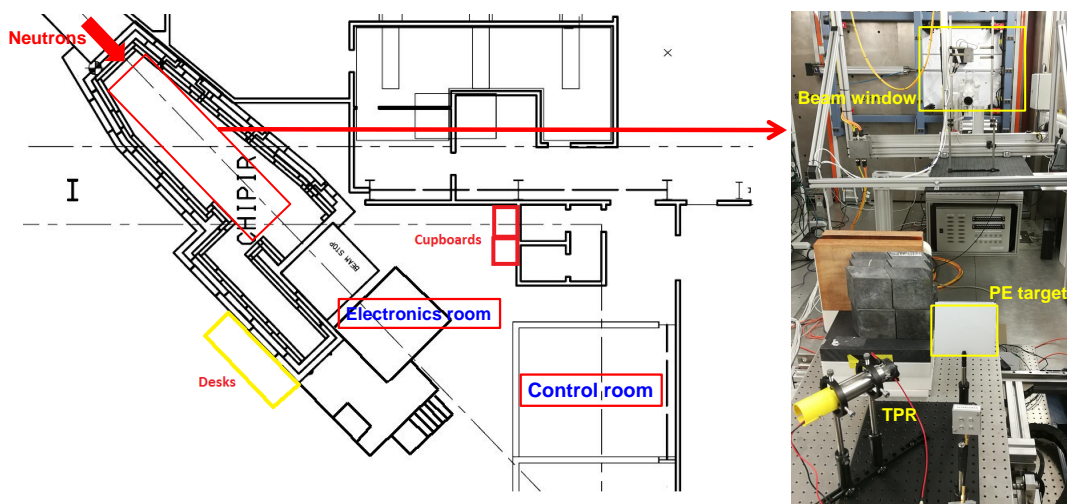 Neutrons
CHIPIR
I
BEAM STOP
Cupboards
Electronics room
Desks
Control room
Beam window
PE target
TPR